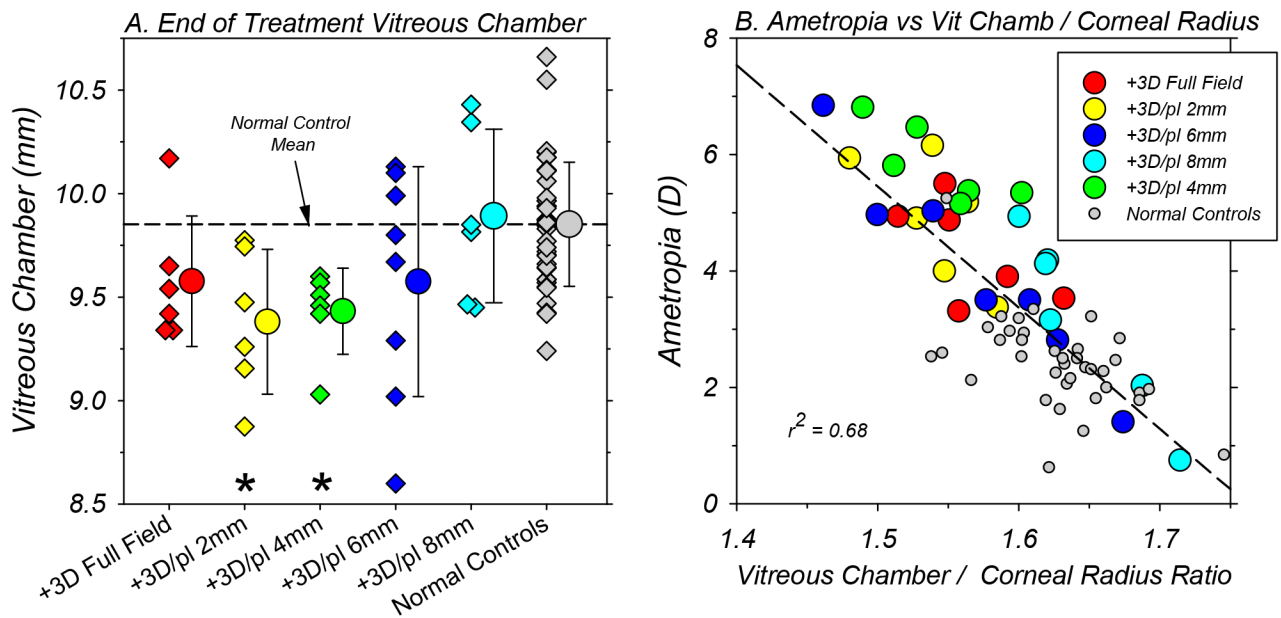 A. End of Treatment Vitreous Chamber
Vitreous Chamber (mm)
10.5
10.0
9.5
9.0
8.5
Normal Control
Mean
*
*
+3D Full Field
+3D/pl 2mm
+3D/pl 4mm
+3D/pl 6mm
+3D/pl 8mm
Normal Controls
B. Ametropia vs Vit Chamb / Corneal Radius
Ametropia (D)
8
6
4
2
0
+3D Full Field
+3D/pl 2mm
+3D/pl 6mm
+3D/pl 8mm
+3D/pl 4mm
Normal Controls
r² = 0.68
1.4 1.5 1.6 1.7
Vitreous Chamber / Corneal Radius Ratio